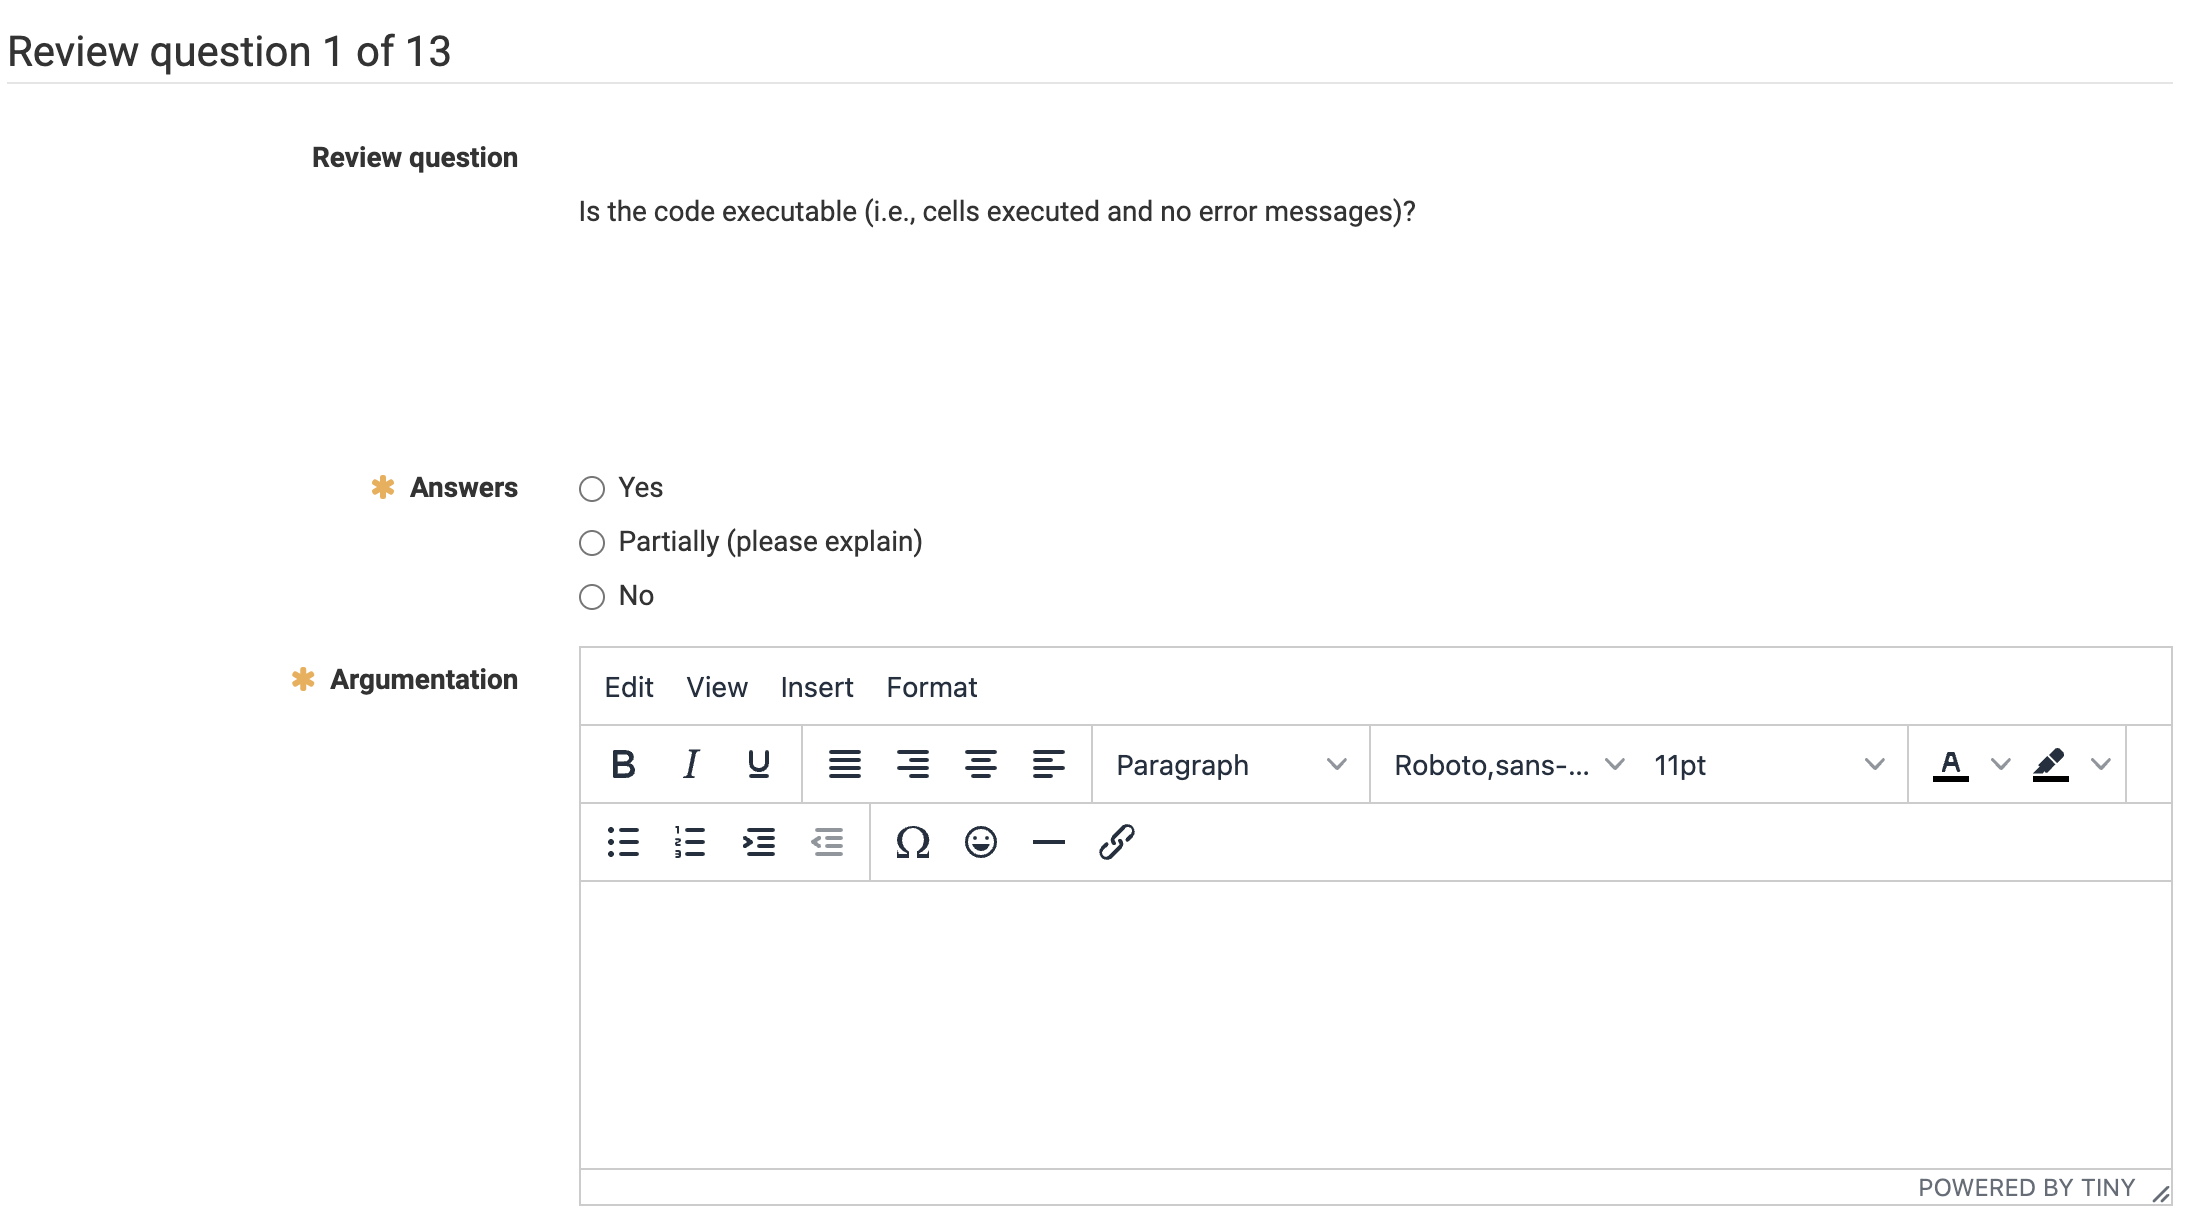 Review question 1 of 13
Review question
Is the code executable (i.e., cells executed and no error messages)?
Answers
Yes
Partially (please explain)
No
Argumentation
Edit View Insert Format
B I U Paragraph Roboto,sans-... 11pt A
Ω
POWERED BY TINY